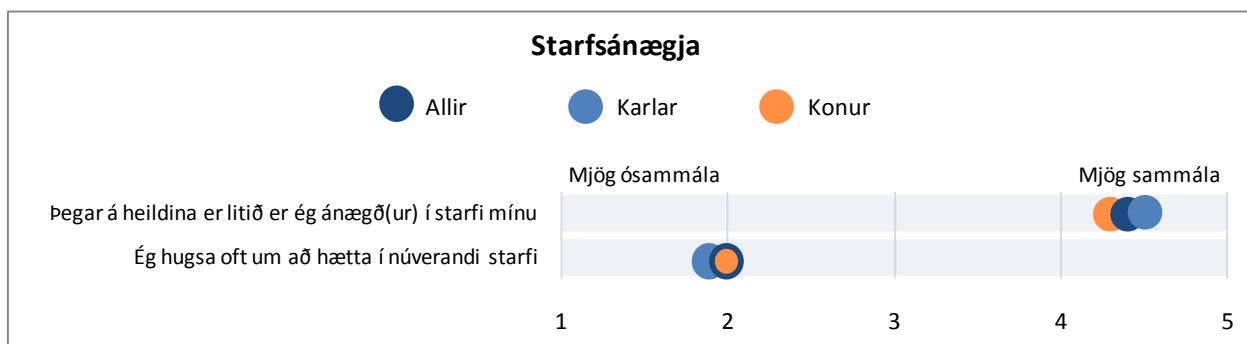 Starfsánægja
Allir Karlar Konur
Mjög ósammála Mjög sammála
Þegar á heildina er litið er ég ánægð(ur) í starfi mínu
Ég hugsa oft um að hætta í núverandi starfi
1 2 3 4 5